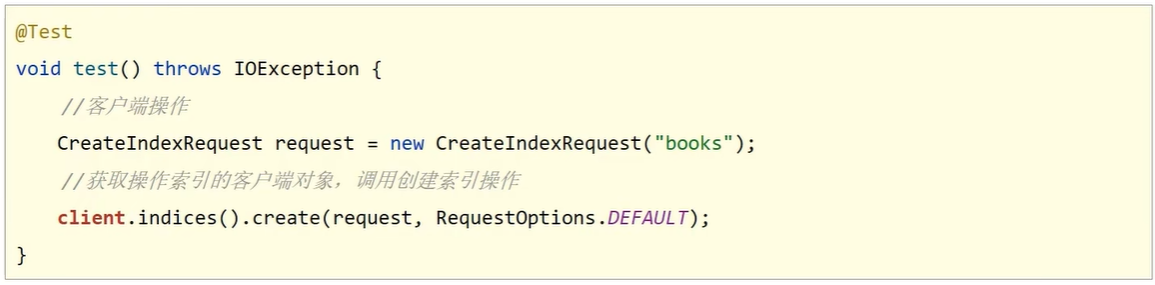 @Test
void test() throws IOException {
    //客户端操作
    CreateIndexRequest request = new CreateIndexRequest("books");
    //获取操作索引的客户端对象，调用创建索引操作
    client.indices().create(request, RequestOptions.DEFAULT);
}